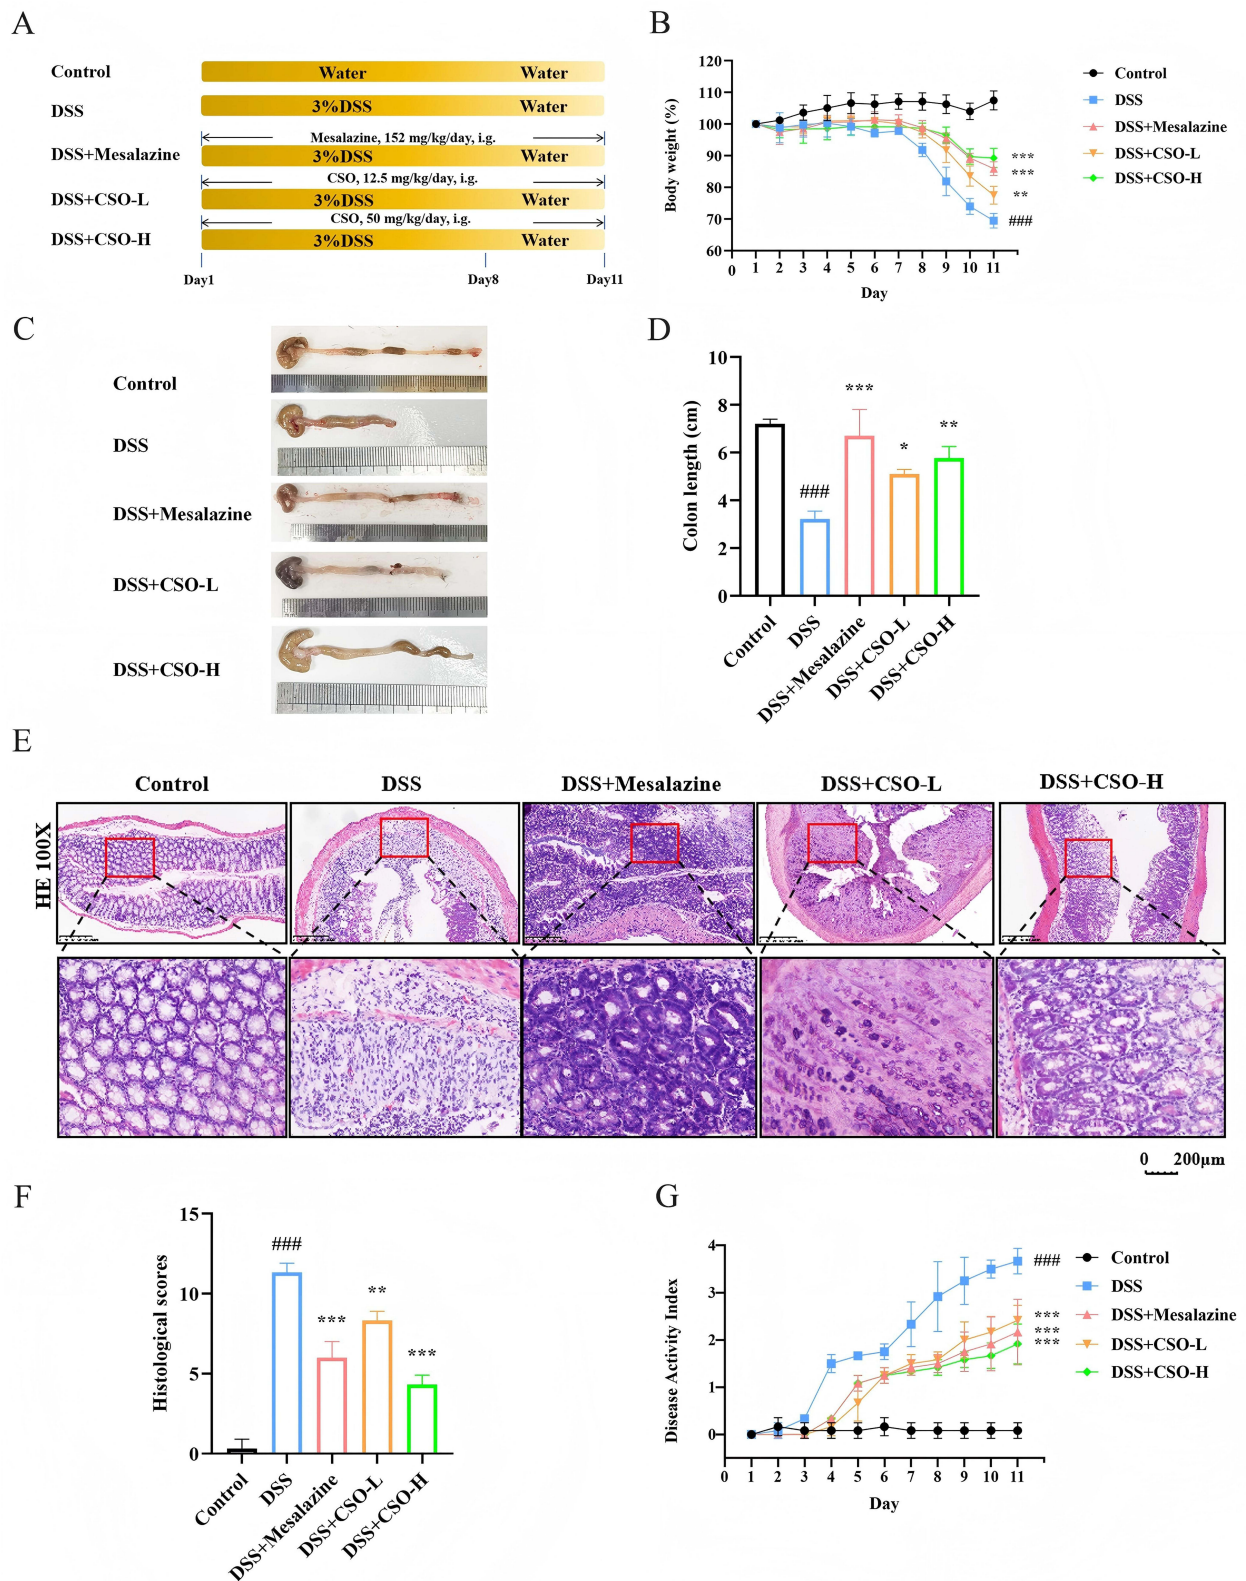 A
Control
Water Water
DSS
3%DSS Water
Mesalazine, 152 mg/kg/day, i.g.
DSS+Mesalazine
3%DSS Water
CSO, 12.5 mg/kg/day, i.g.
DSS+CSO-L
3%DSS Water
CSO, 50 mg/kg/day, i.g.
DSS+CSO-H
3%DSS Water
Day1 Day8 Day11
B
Body weight (%)
120
110
100
90
80
70
60
0 1 2 3 4 5 6 7 8 9 10 11
Day
***
***
**
###
Control
DSS
DSS+Mesalazine
DSS+CSO-L
DSS+CSO-H
C
Control
DSS
DSS+Mesalazine
DSS+CSO-L
DSS+CSO-H
D
Colon length (cm)
10
8
6
4
2
0
###
***
*
**
Control
DSS
DSS+Mesalazine
DSS+CSO-L
DSS+CSO-H
E
Control DSS DSS+Mesalazine DSS+CSO-L DSS+CSO-H
HE 100X
0 200μm
F
Histological scores
15
10
5
0
###
***
**
***
Control
DSS
DSS+Mesalazine
DSS+CSO-L
DSS+CSO-H
G
Disease Activity Index
4
3
2
1
0
0 1 2 3 4 5 6 7 8 9 10 11
Day
###
***
***
***
Control
DSS
DSS+Mesalazine
DSS+CSO-L
DSS+CSO-H